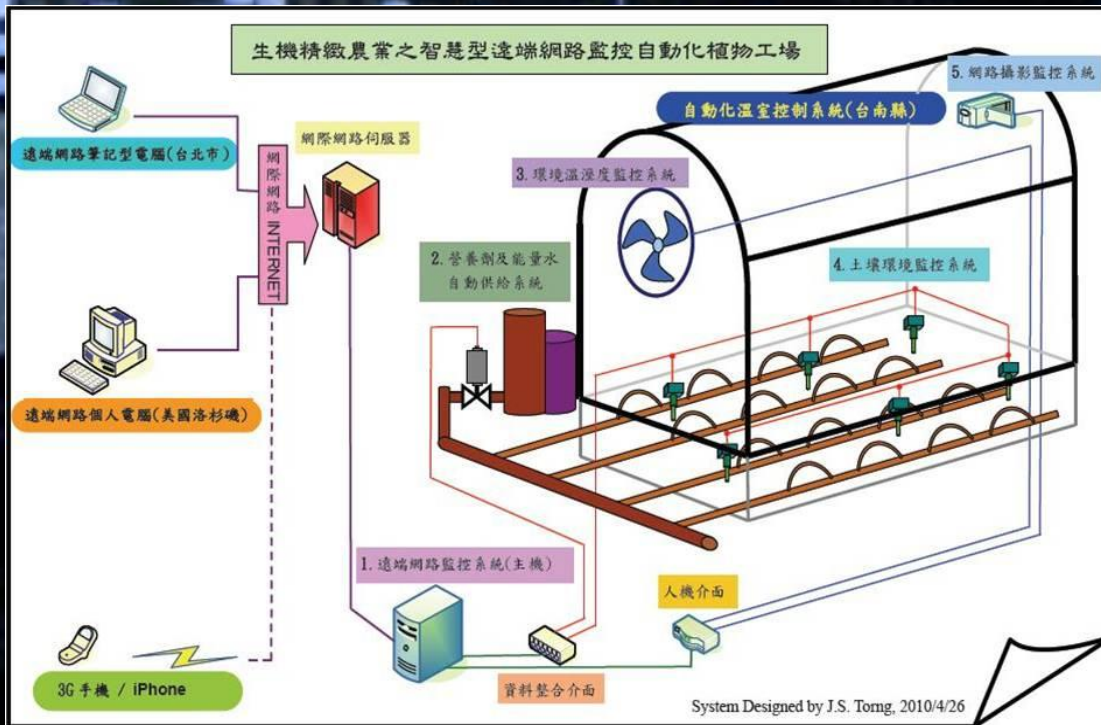 生機精緻農業之智慧型遠端網路監控自動化植物工場
5.網路攝影監控系統
自動化溫室控制系統(台南縣)
遠端網路筆記型電腦(台北市)
網際網路 INTERNET
網際網路伺服器
3.環境溫溼度監控系統
2.營養劑及能量水
自動供給系統
4.土壤環境監控系統
遠端網路個人電腦(美國洛杉磯)
1.遠端網路監控系統(主機)
人機介面
3G 手機 / iPhone
資料整合介面
System Designed by J.S. Torng, 2010/4/26